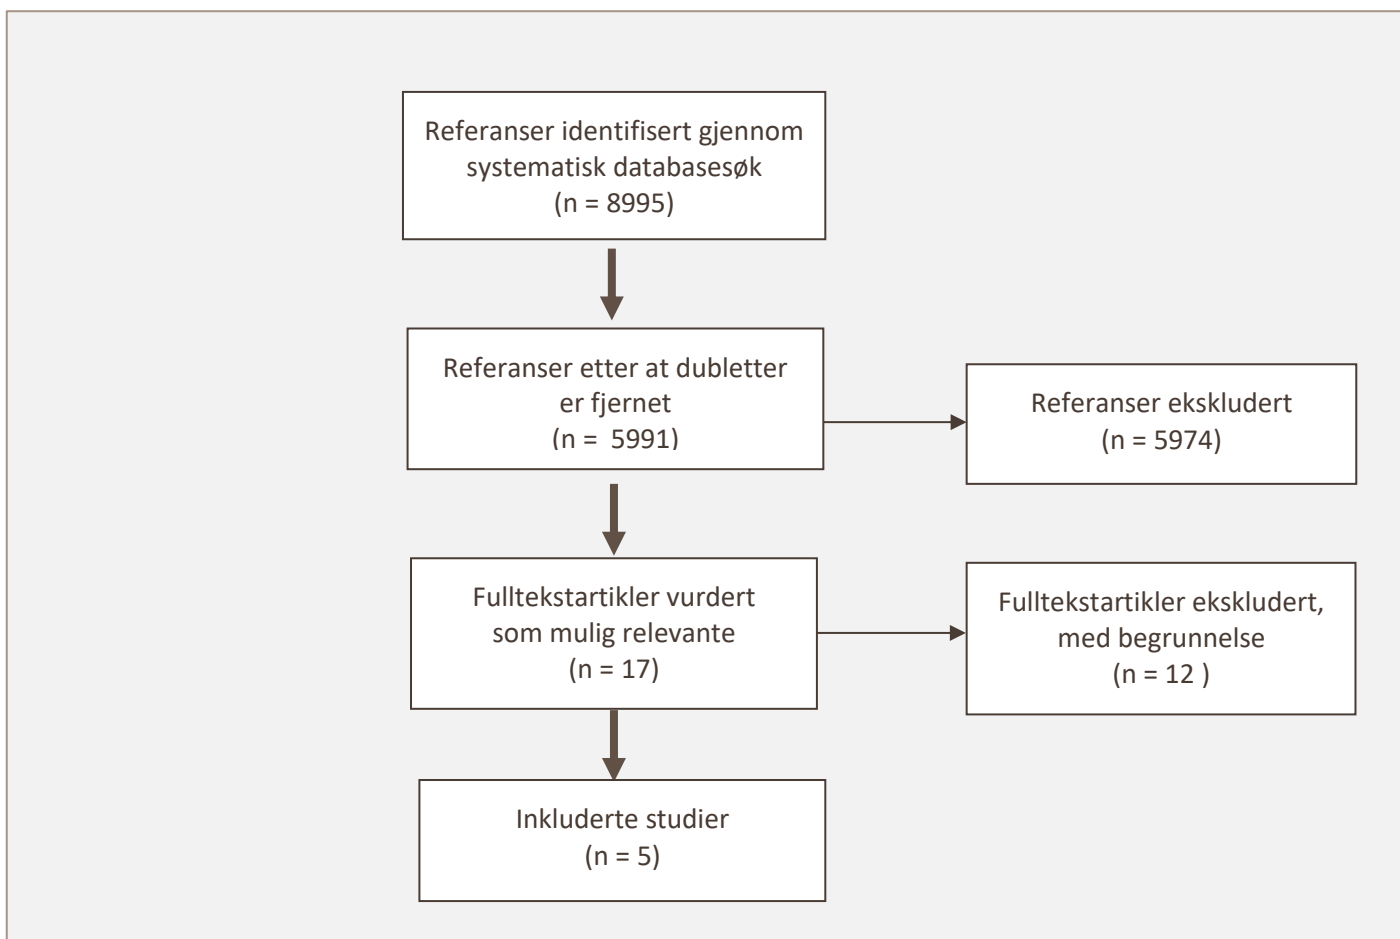 Referanser identifisert gjennom
systematisk databasesøk
(n = 8995)
Referanser etter at dubletter
er fjernet
(n =  5991)
Referanser ekskludert
(n = 5974)
Fulltekstartikler vurdert
som mulig relevante
(n = 17)
Fulltekstartikler ekskludert,
med begrunnelse
(n = 12 )
Inkluderte studier
(n = 5)